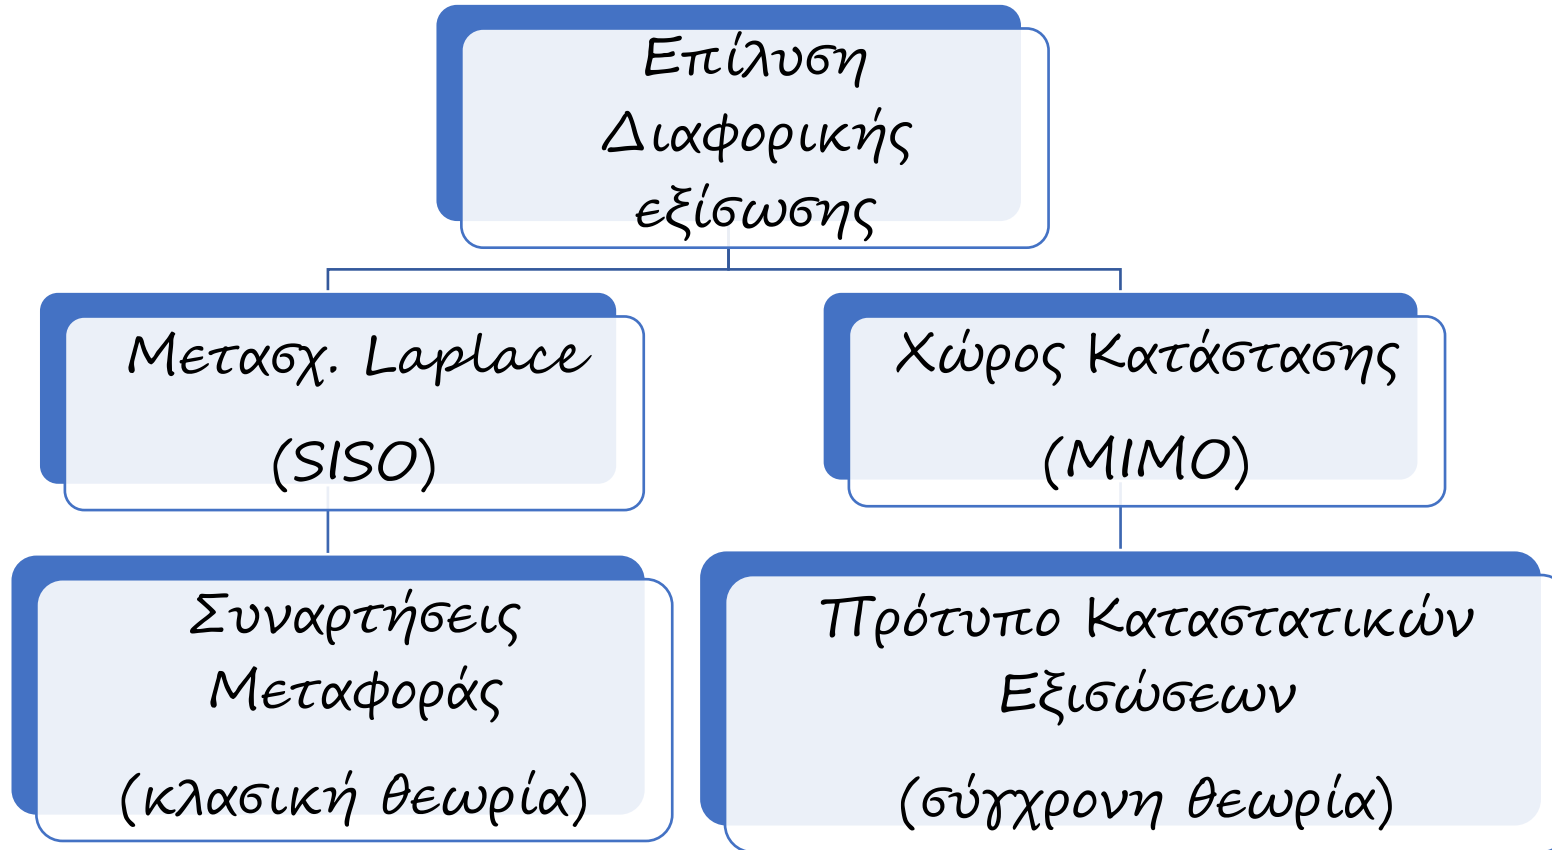 Επίλυση
Διαφορικής
εξίσωσης
Μετασχ. Laplace
(SISO)
Χώρος Κατάστασης
(MIMO)
Συναρτήσεις
Μεταφοράς
(κλασική θεωρία)
Πρότυπο Καταστατικών
Εξισώσεων
(σύγχρονη θεωρία)